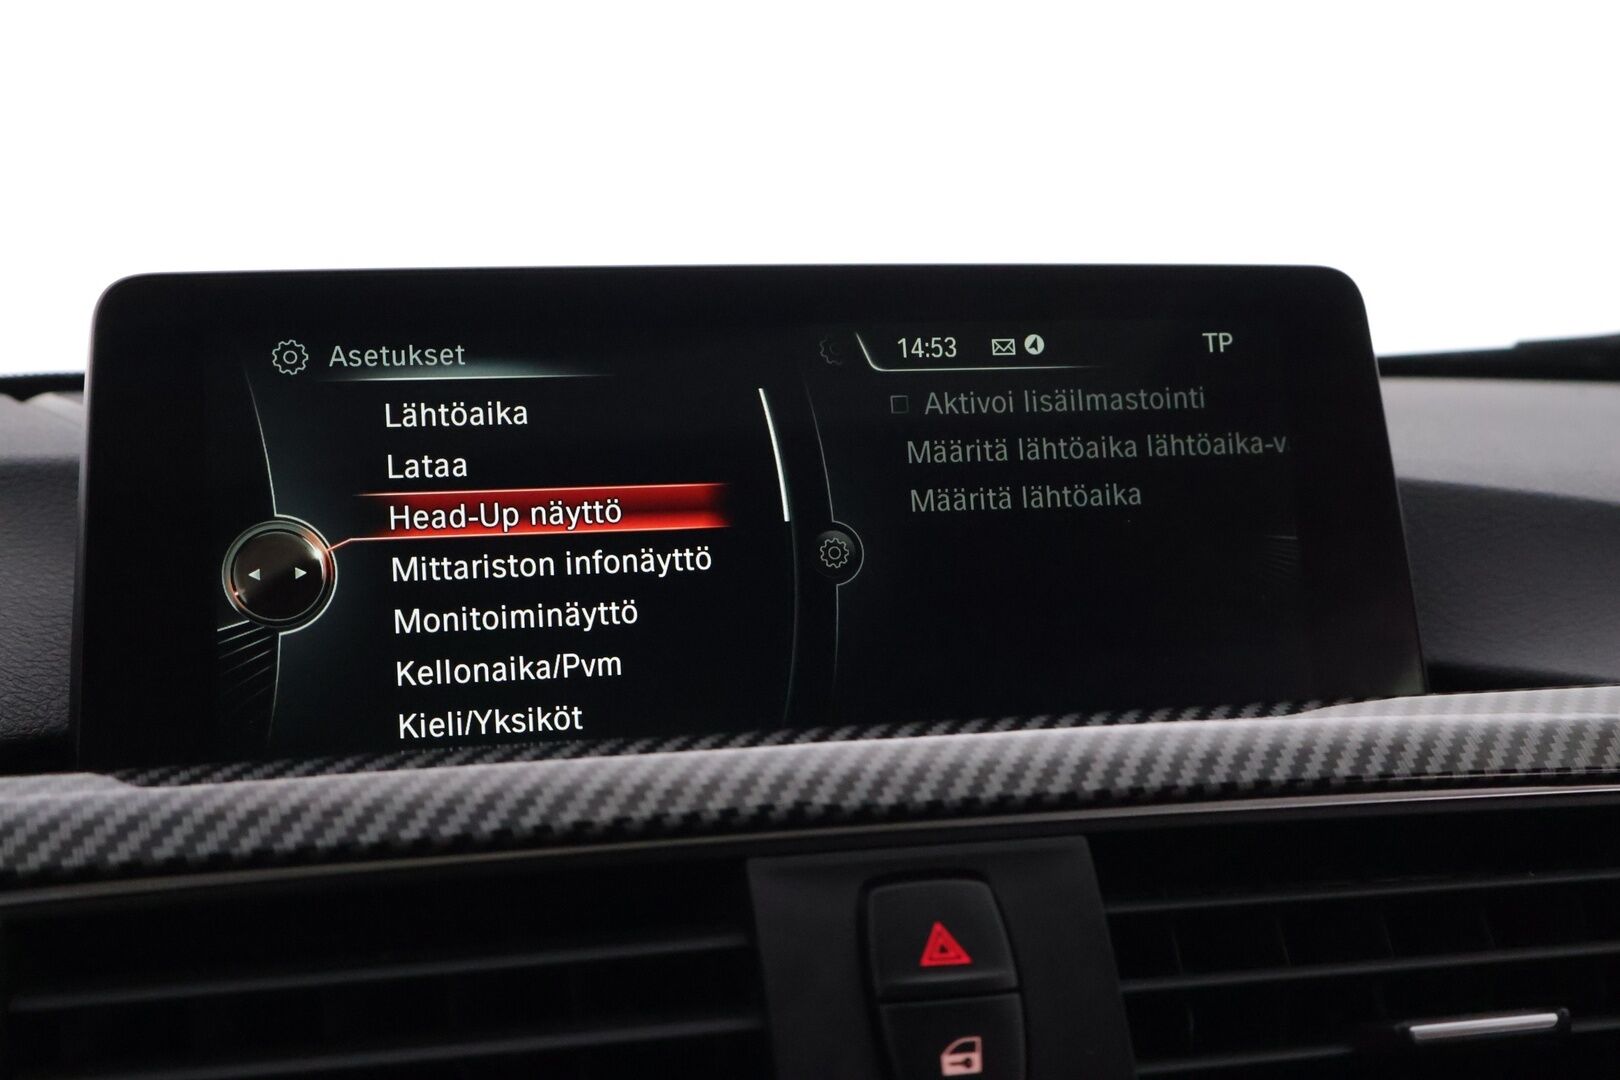 Asetukset
14:53
TP
Lähtöaika
Lataa
Head-Up näyttö
Mittariston infonäyttö
Monitoiminäyttö
Kellonaika/Pvm
Kieli/Yksiköt
Aktivoi lisäilmastointi
Määritä lähtöaika lähtöaika-v
Määritä lähtöaika